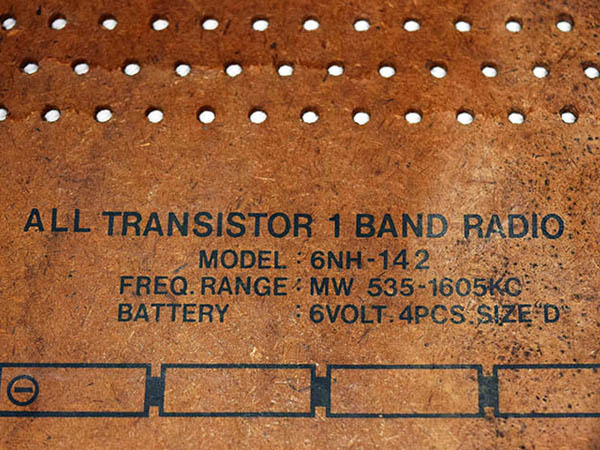 ALL TRANSISTOR 1 BAND RADIO
MODEL : 6NH-142
FREQ. RANGE : MW 535-1605KC
BATTERY : 6VOLT. 4PCS SIZE "D"